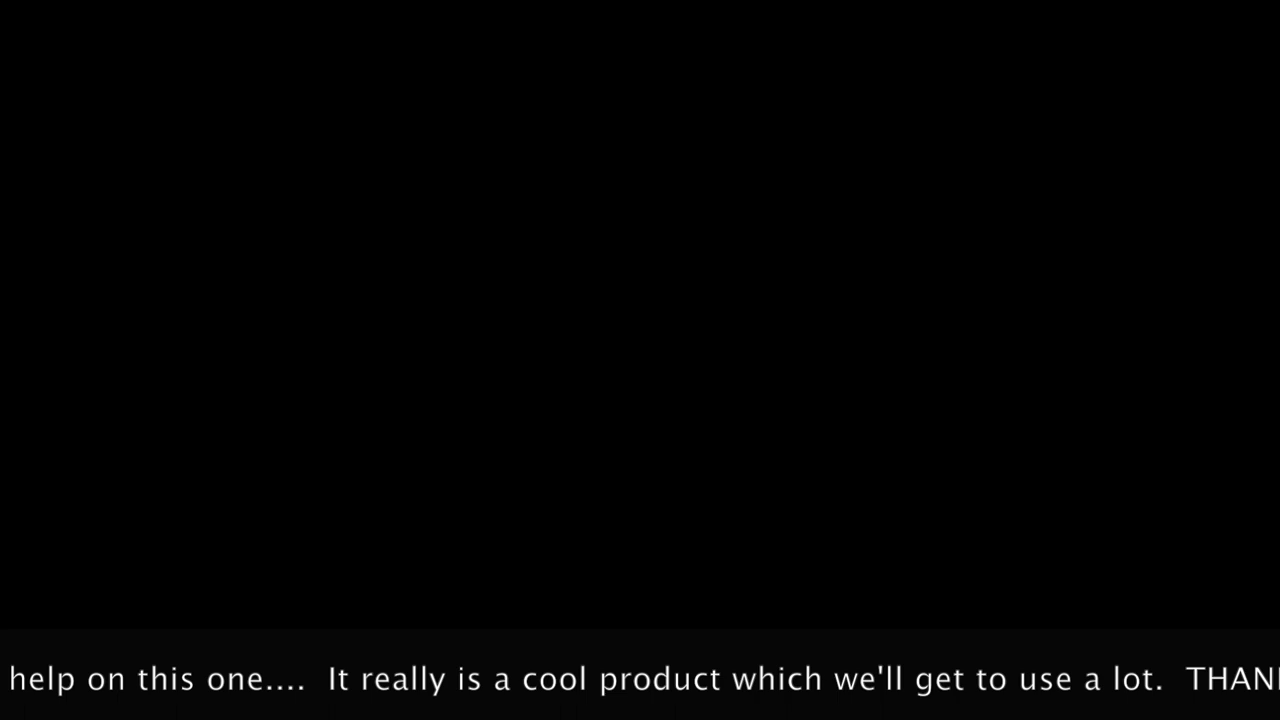 help on this one.... It really is a cool product which we'll get to use a lot. THAN